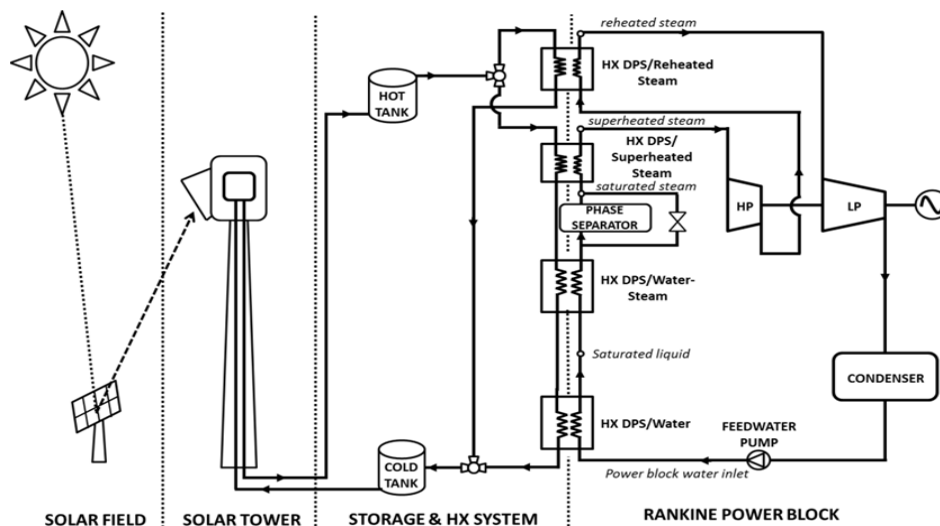 reheated steam
HX DPS/Reheated
Steam
HOT
TANK
superheated steam
HX DPS/
Superheated
Steam
saturated steam
PHASE
SEPARATOR
HP
LP
HX DPS/Water-
Steam
Saturated liquid
CONDENSER
HX DPS/Water
FEEDWATER
PUMP
COLD
TANK
Power block water inlet
SOLAR FIELD
SOLAR TOWER
STORAGE & HX SYSTEM
RANKINE POWER BLOCK